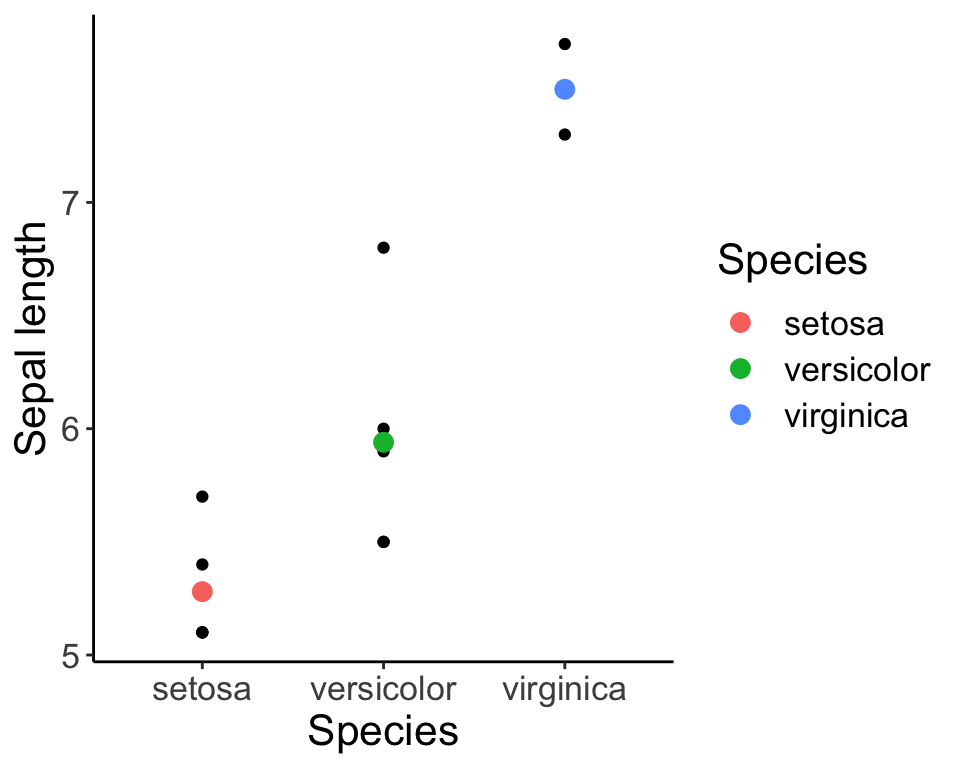 7
6
5
Sepal length
setosa versicolor virginica
Species
Species
setosa
versicolor
virginica